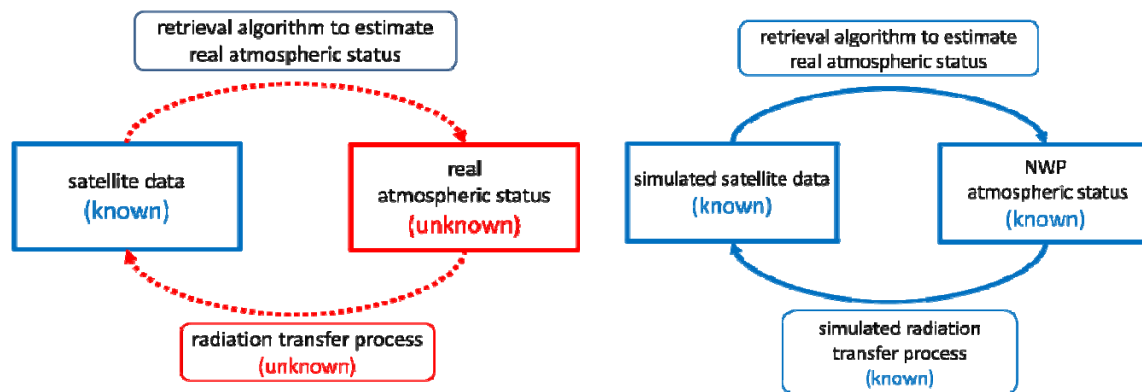 retrieval algorithm to estimate
real atmospheric status
satellite data
(known)
real
atmospheric status
(unknown)
radiation transfer process
(unknown)
retrieval algorithm to estimate
real atmospheric status
simulated satellite data
(known)
NWP
atmospheric status
(known)
simulated radiation
transfer process
(known)